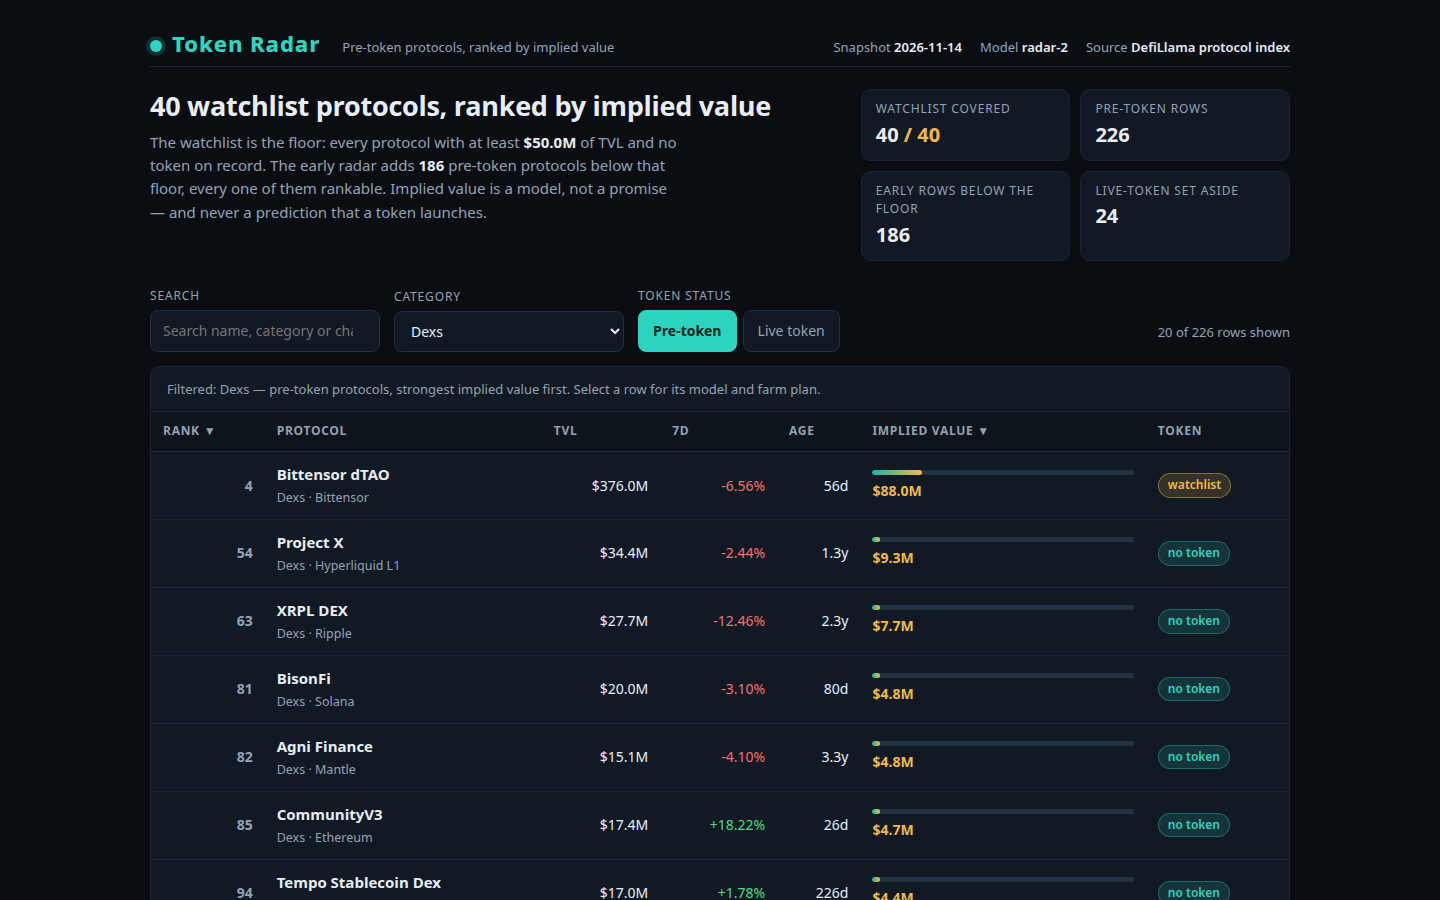 Token Radar
Pre-token protocols, ranked by implied value
Snapshot 2026-11-14 Model radar-2 Source DefiLlama protocol index
40 watchlist protocols, ranked by implied value
The watchlist is the floor: every protocol with at least $50.0M of TVL and no
token on record. The early radar adds 186 pre-token protocols below that
floor, every one of them rankable. Implied value is a model, not a promise
— and never a prediction that a token launches.
WATCHLIST COVERED
40 / 40
PRE-TOKEN ROWS
226
EARLY ROWS BELOW THE
FLOOR
186
LIVE-TOKEN SET ASIDE
24
SEARCH
Search name, category or cha
CATEGORY
Dexs
TOKEN STATUS
Pre-token
Live token
20 of 226 rows shown
Filtered: Dexs — pre-token protocols, strongest implied value first. Select a row for its model and farm plan.
RANK ▼ PROTOCOL TVL 7D AGE IMPLIED VALUE ▼ TOKEN
4 Bittensor dTAO $376.0M -6.56% 56d $88.0M watchlist
Dexs · Bittensor
54 Project X $34.4M -2.44% 1.3y $9.3M no token
Dexs · Hyperliquid L1
63 XRPL DEX $27.7M -12.46% 2.3y $7.7M no token
Dexs · Ripple
81 BisonFi $20.0M -3.10% 80d $4.8M no token
Dexs · Solana
82 Agni Finance $15.1M -4.10% 3.3y $4.8M no token
Dexs · Mantle
85 CommunityV3 $17.4M +18.22% 26d $4.7M no token
Dexs · Ethereum
94 Tempo Stablecoin Dex $17.0M +1.78% 226d $4.4M no token